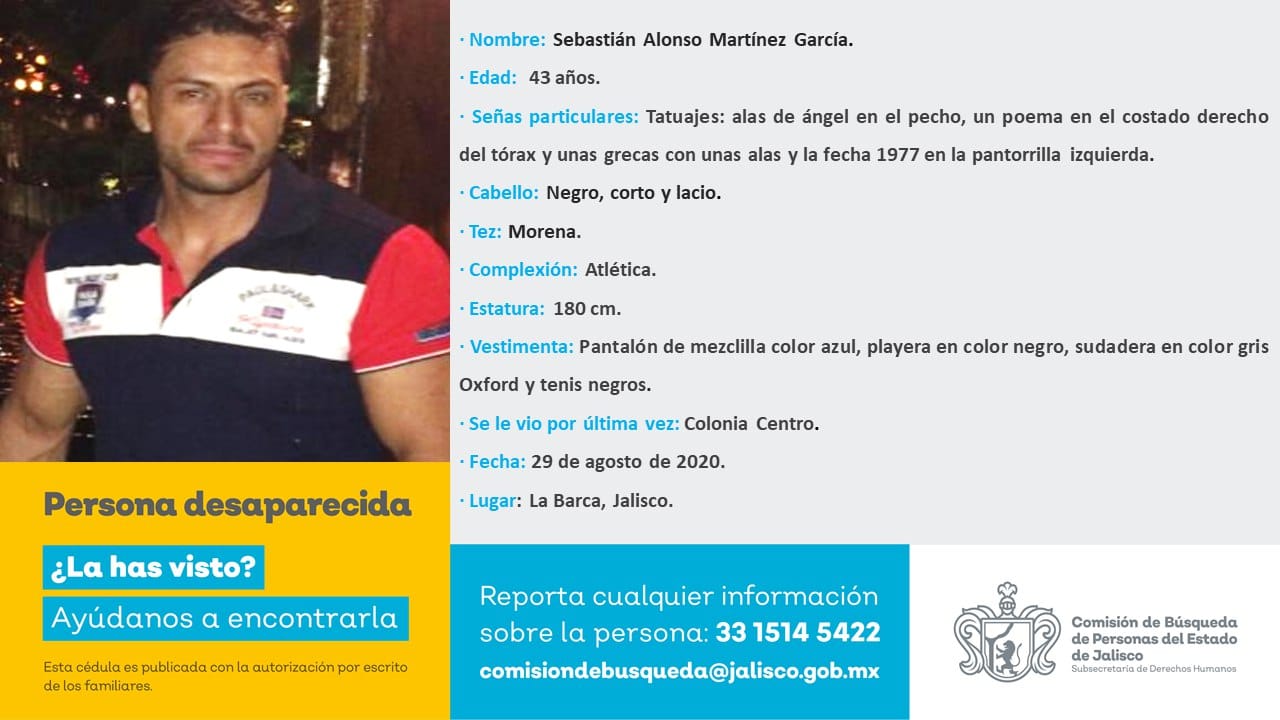 · Nombre: Sebastián Alonso Martínez García.
· Edad: 43 años.
· Señas particulares: Tatuajes: alas de ángel en el pecho, un poema en el costado derecho
del tórax y unas grecas con unas alas y la fecha 1977 en la pantorrilla izquierda.
· Cabello: Negro, corto y lacio.
· Tez: Morena.
· Complexión: Atlética.
· Estatura: 180 cm.
· Vestimenta: Pantalón de mezclilla color azul, playera en color negro, sudadera en color gris
Oxford y tenis negros.
· Se le vio por última vez: Colonia Centro.
· Fecha: 29 de agosto de 2020.
· Lugar: La Barca, Jalisco.
PAUL&SHARK
Persona desaparecida
¿La has visto?
Ayúdanos a encontrarla
Esta cédula es publicada con la autorización por escrito
de los familiares.
Reporta cualquier información
sobre la persona: 33 1514 5422
comisiondebusqueda@jalisco.gob.mx
Comisión de Búsqueda
de Personas del Estado
de Jalisco
Subsecretaría de Derechos Humanos